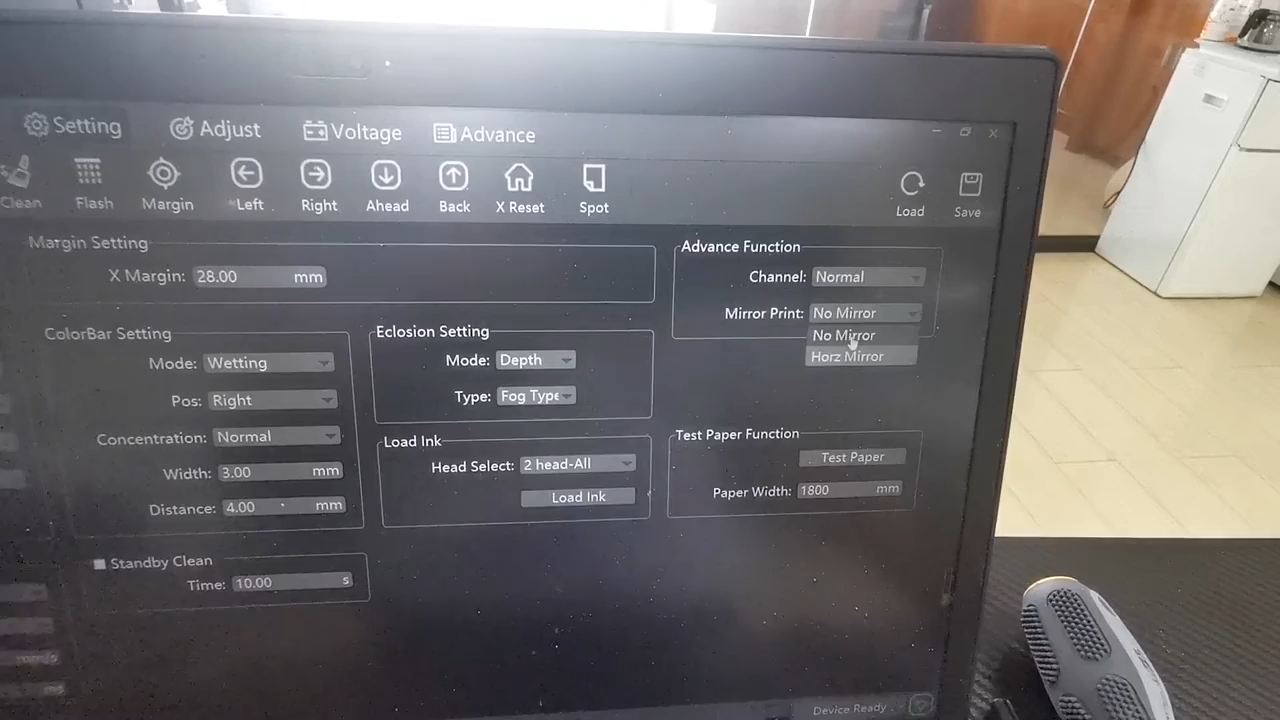 Setting Adjust Voltage Advance
Clean Flash Margin Left Right Ahead Back X Reset Spot Load Save
Margin Setting
X Margin: 28.00 mm
Advance Function
Channel: Normal
Mirror Print: No Mirror
No Mirror
Horz Mirror
ColorBar Setting
Mode: Wetting
Pos: Right
Concentration: Normal
Width: 3.00 mm
Distance: 4.00 mm
Eclosion Setting
Mode: Depth
Type: Fog Type
Load Ink
Head Select: 2 head-All
Load Ink
Test Paper Function
Test Paper
Paper Width: 1800 mm
Standby Clean
Time: 10.00 s
Device Ready